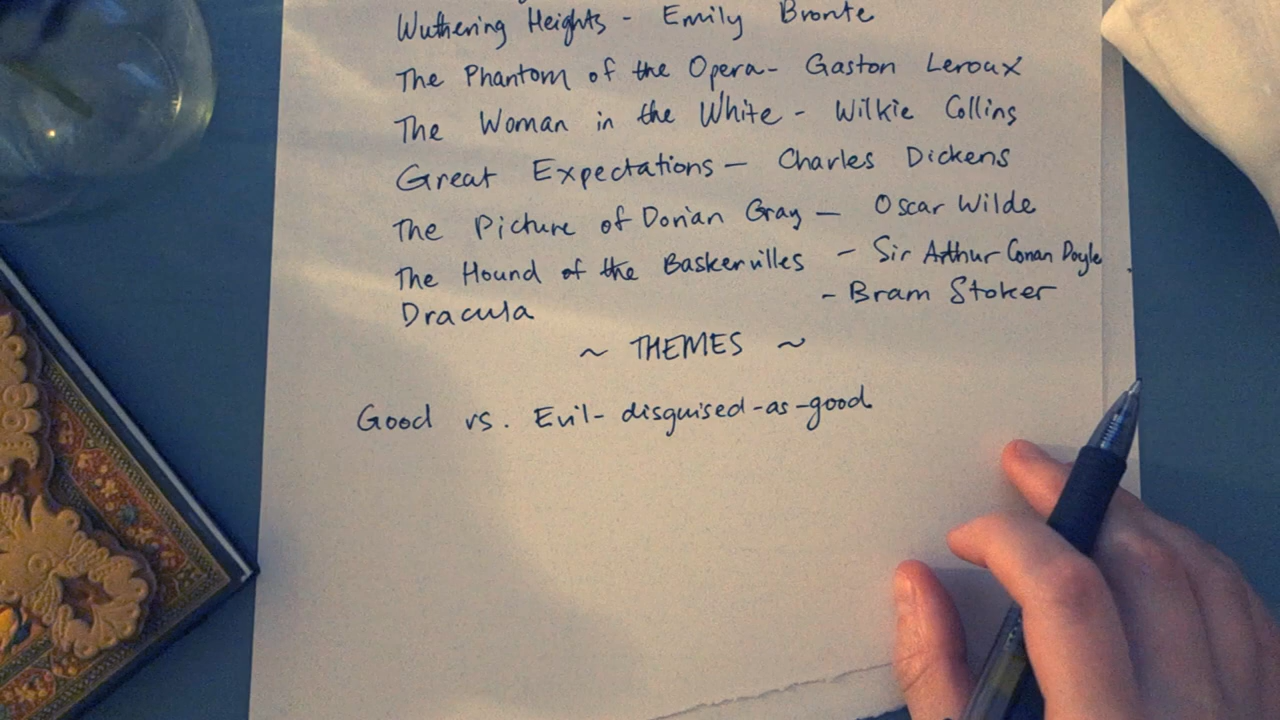 Wuthering Heights - Emily Bronte
The Phantom of the Opera - Gaston Leroux
The Woman in the White - Wilkie Collins
Great Expectations - Charles Dickens
The Picture of Dorian Gray - Oscar Wilde
The Hound of the Baskervilles - Sir Arthur Conan Doyle
Dracula - Bram Stoker
~ THEMES ~
Good vs. Evil-disguised-as-good